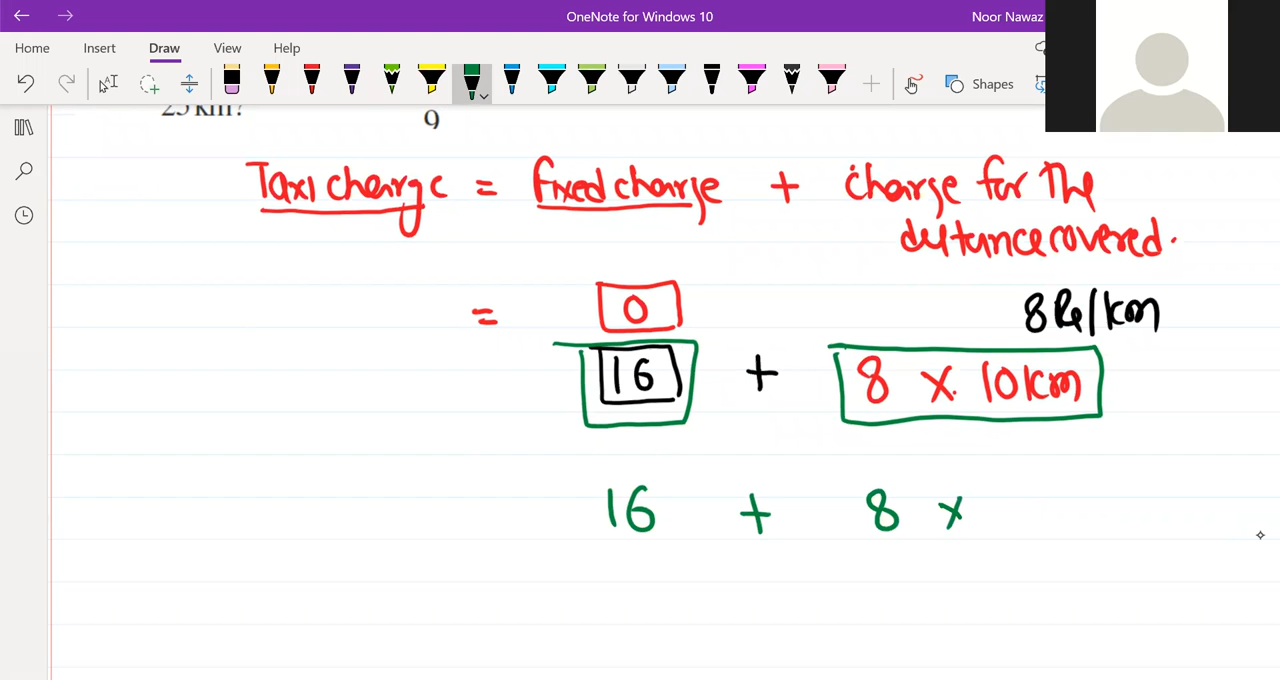 OneNote for Windows 10
Noor Nawaz
Home Insert Draw View Help
Shapes
25 km?
9
Taxi charge = fixed charge + charge for the
distance covered.
= 0
8 Rs/km
16 + 8 x 10 km
16 + 8 x